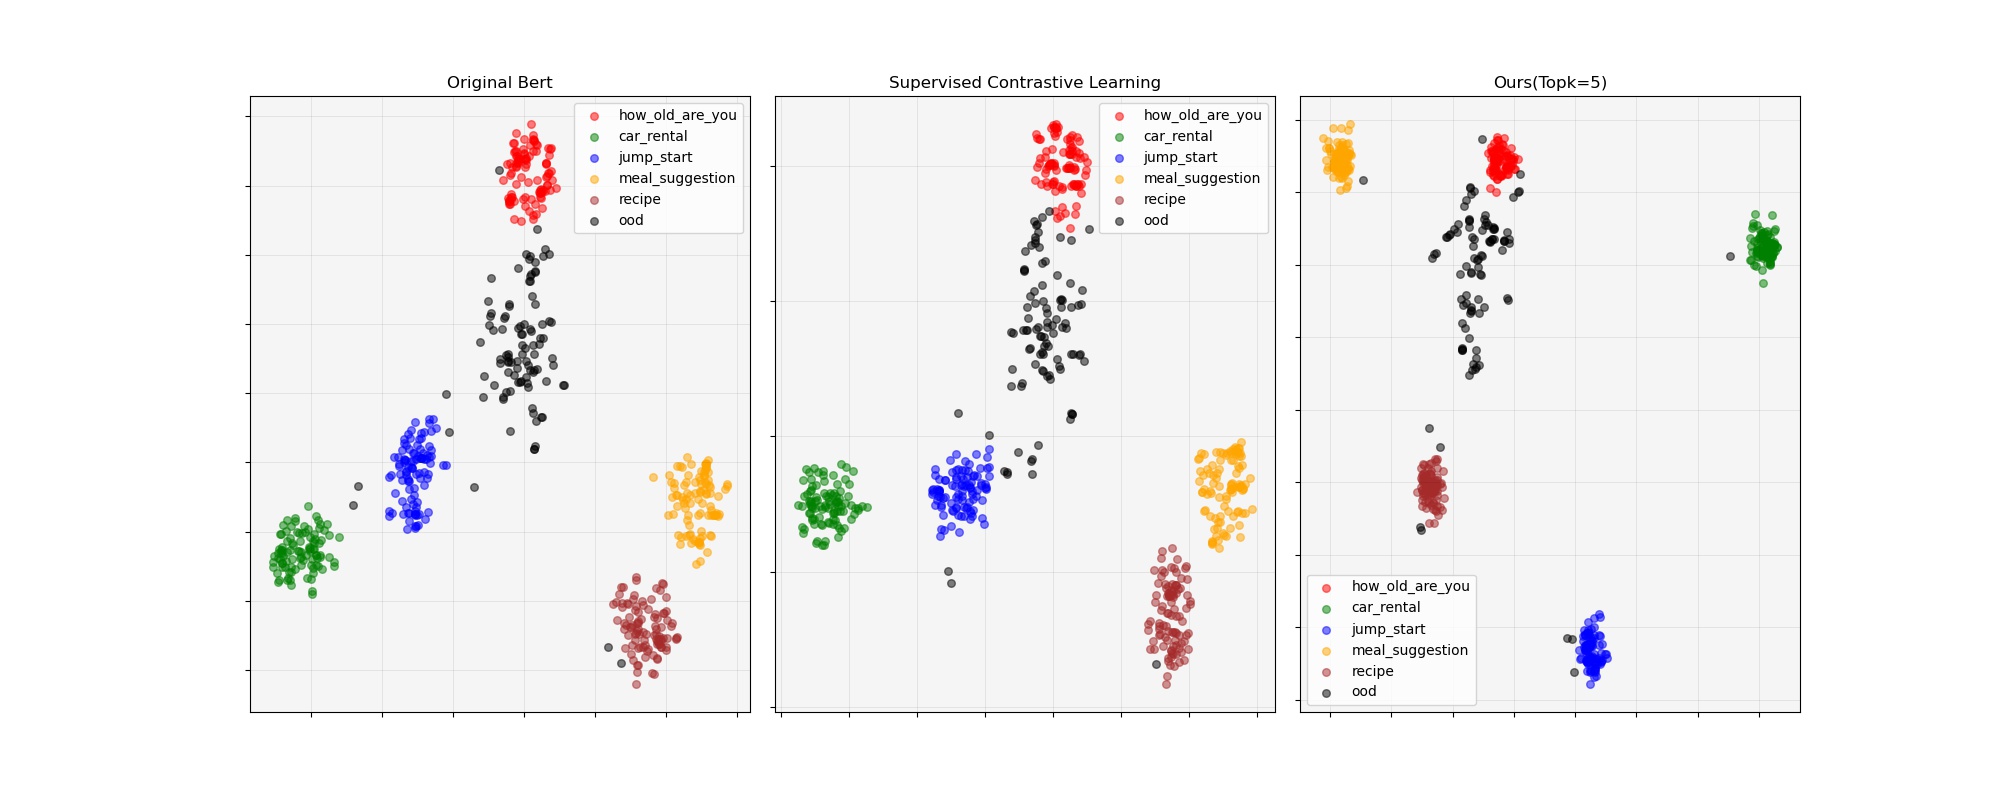 Original Bert
how_old_are_you
car_rental
jump_start
meal_suggestion
recipe
ood
Supervised Contrastive Learning
how_old_are_you
car_rental
jump_start
meal_suggestion
recipe
ood
Ours(Topk=5)
how_old_are_you
car_rental
jump_start
meal_suggestion
recipe
ood